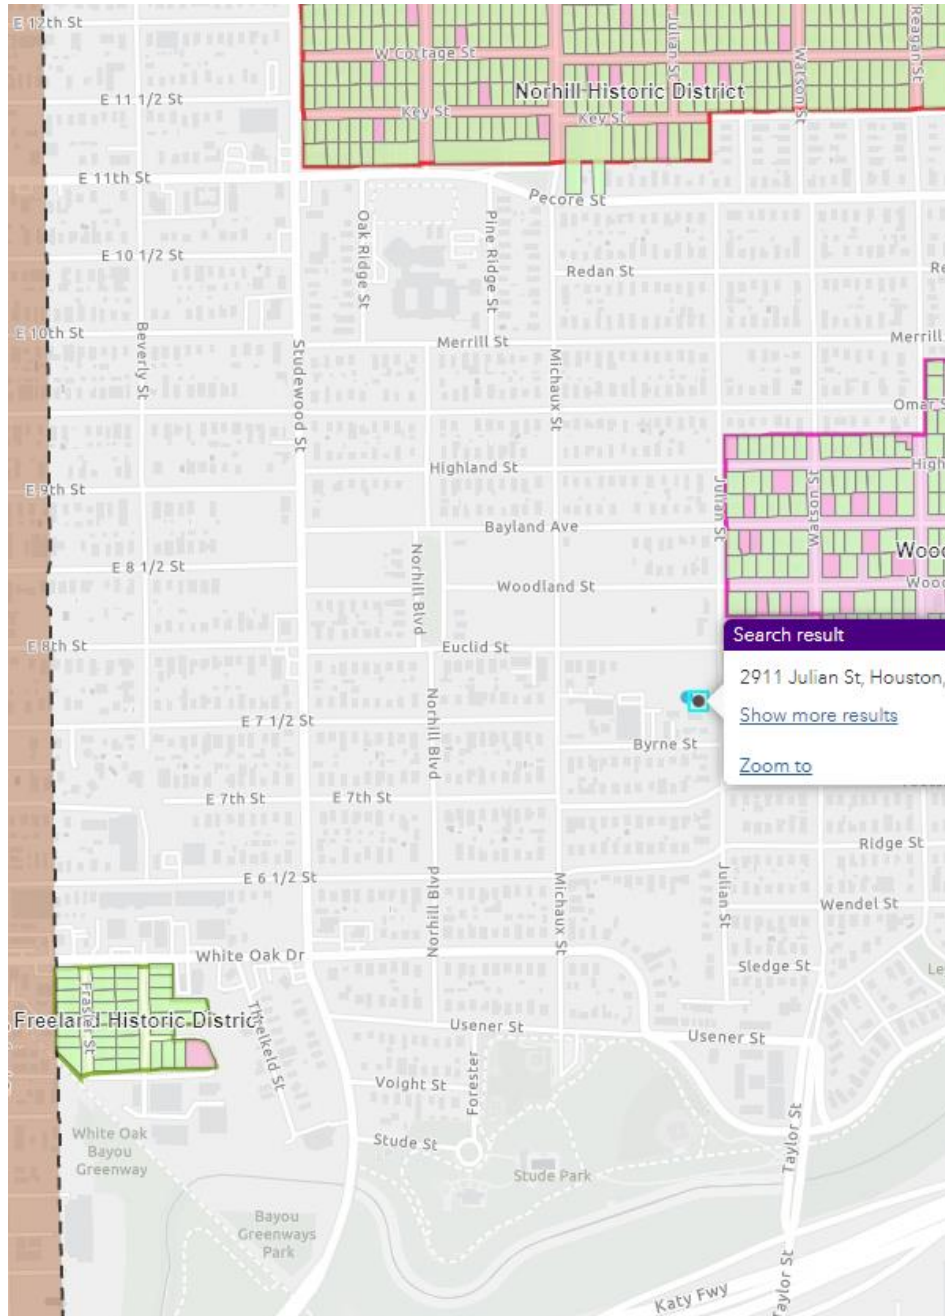 E 12th St
Julian St
Reagan St
W Cottage St
Watson St
Norhill Historic District
E 11 1/2 St
Key St
Key St
E 11th St
Pecore St
Oak Ridge St
Pine Ridge St
E 10 1/2 St
Redan St
Re
E 10th St
Beverly St
Studewood St
Merrill St
Michaux St
Merrill
Omar S
Highland St
High
E 9th St
Julian St
Watson St
Bayland Ave
Norhill Blvd
Wood
E 8 1/2 St
Woodland St
Wood
E 8th St
Euclid St
Search result
2911 Julian St, Houston,
Show more results
Zoom to
Norhill Blvd
E 7 1/2 St
Byrne St
E 7th St
E 7th St
Ridge St
E 6 1/2 St
Norhill Blvd
Michaux St
Julian St
Wendel St
White Oak Dr
Sledge St
Le
Frasier St
Freeland Historic Distric
Threlkeld St
Usener St
Usener St
Forester
Voight St
Taylor St
White Oak
Bayou
Greenway
Stude St
Stude Park
Bayou
Greenways
Park
Katy Fwy
Taylor St